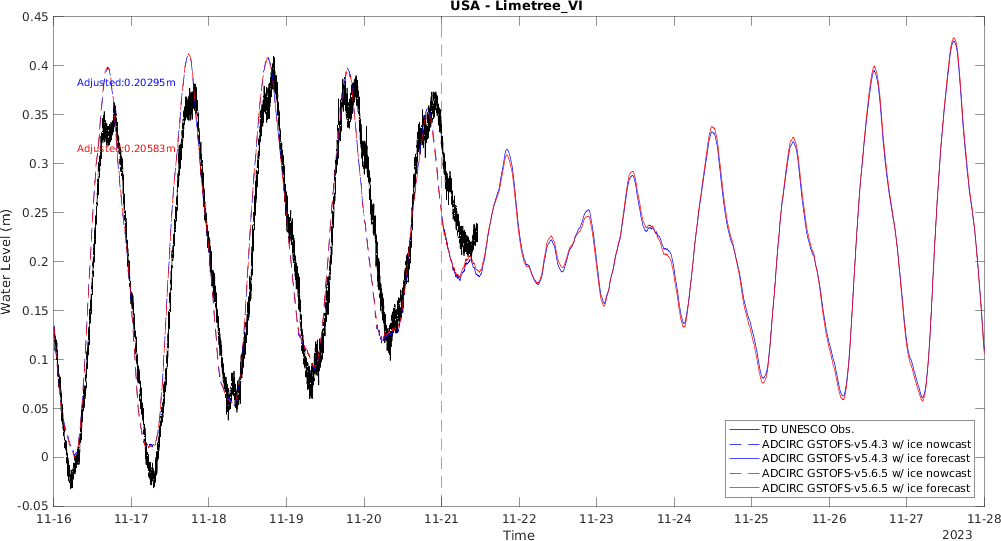 USA - Limetree_VI
0.45
0.4
0.35
0.3
0.25
0.2
0.15
0.1
0.05
0
-0.05
Water Level (m)
Adjusted:0.20295m
Adjusted:0.20583m
TD UNESCO Obs.
ADCIRC GSTOFS-v5.4.3 w/ ice nowcast
ADCIRC GSTOFS-v5.4.3 w/ ice forecast
ADCIRC GSTOFS-v5.6.5 w/ ice nowcast
ADCIRC GSTOFS-v5.6.5 w/ ice forecast
11-16 11-17 11-18 11-19 11-20 11-21 11-22 11-23 11-24 11-25 11-26 11-27 11-28
Time
2023